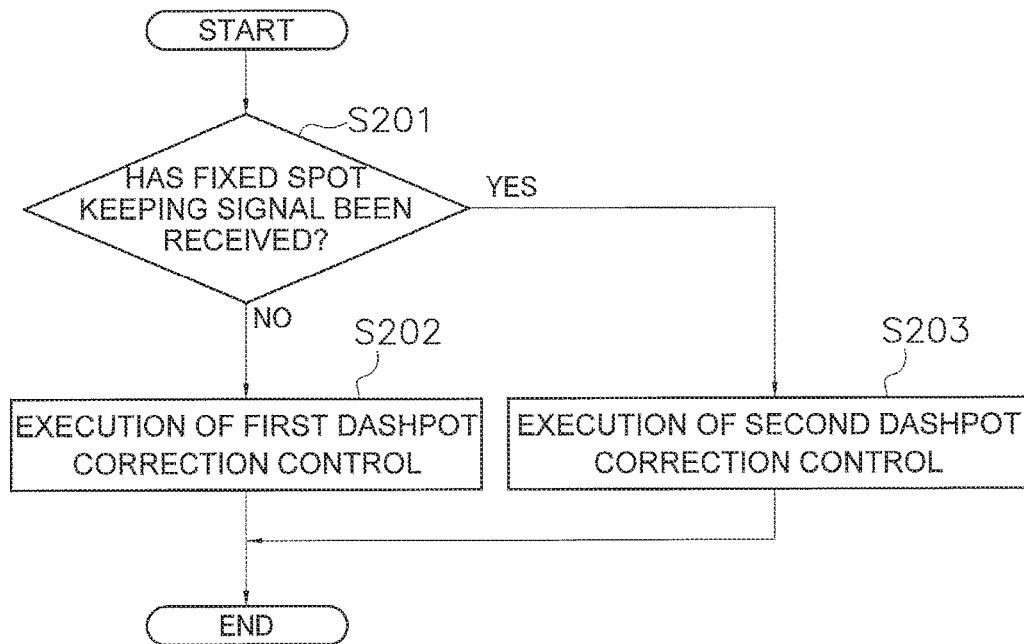 START
S201
HAS FIXED SPOT
KEEPING SIGNAL BEEN
RECEIVED?
YES
NO
S202
EXECUTION OF FIRST DASHPOT
CORRECTION CONTROL
S203
EXECUTION OF SECOND DASHPOT
CORRECTION CONTROL
END